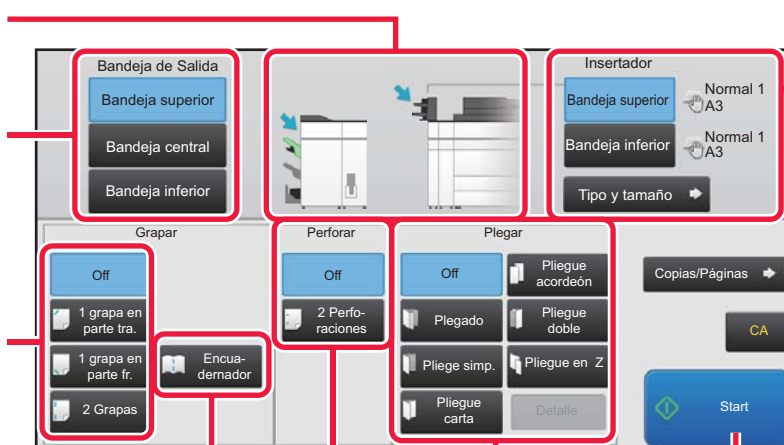 Bandeja de Salida
Bandeja superior
Bandeja central
Bandeja inferior
Insertador
Bandeja superior
Normal 1
A3
Bandeja inferior
Normal 1
A3
Tipo y tamaño
Grapar
Off
1 grapa en
parte tra.
1 grapa en
parte fr.
2 Grapas
Encua-
dernador
Perforar
Off
2 Perfo-
raciones
Plegar
Off
Plegado
Pliege simp.
Pliegue
carta
Pliegue
acordeón
Pliegue
doble
Pliegue en Z
Detalle
Copias/Páginas
CA
Start